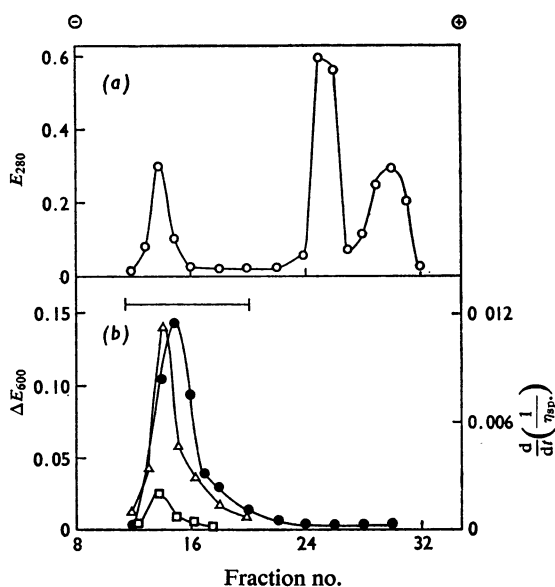 ⊖ ⊕
(a)
0.6
0.4
0.2
0
E280
(b)
0.15
0.10
0.05
0
ΔE600
0 012
0.006
0
d/dt (1/ηsp.)
8 16 24 32
Fraction no.